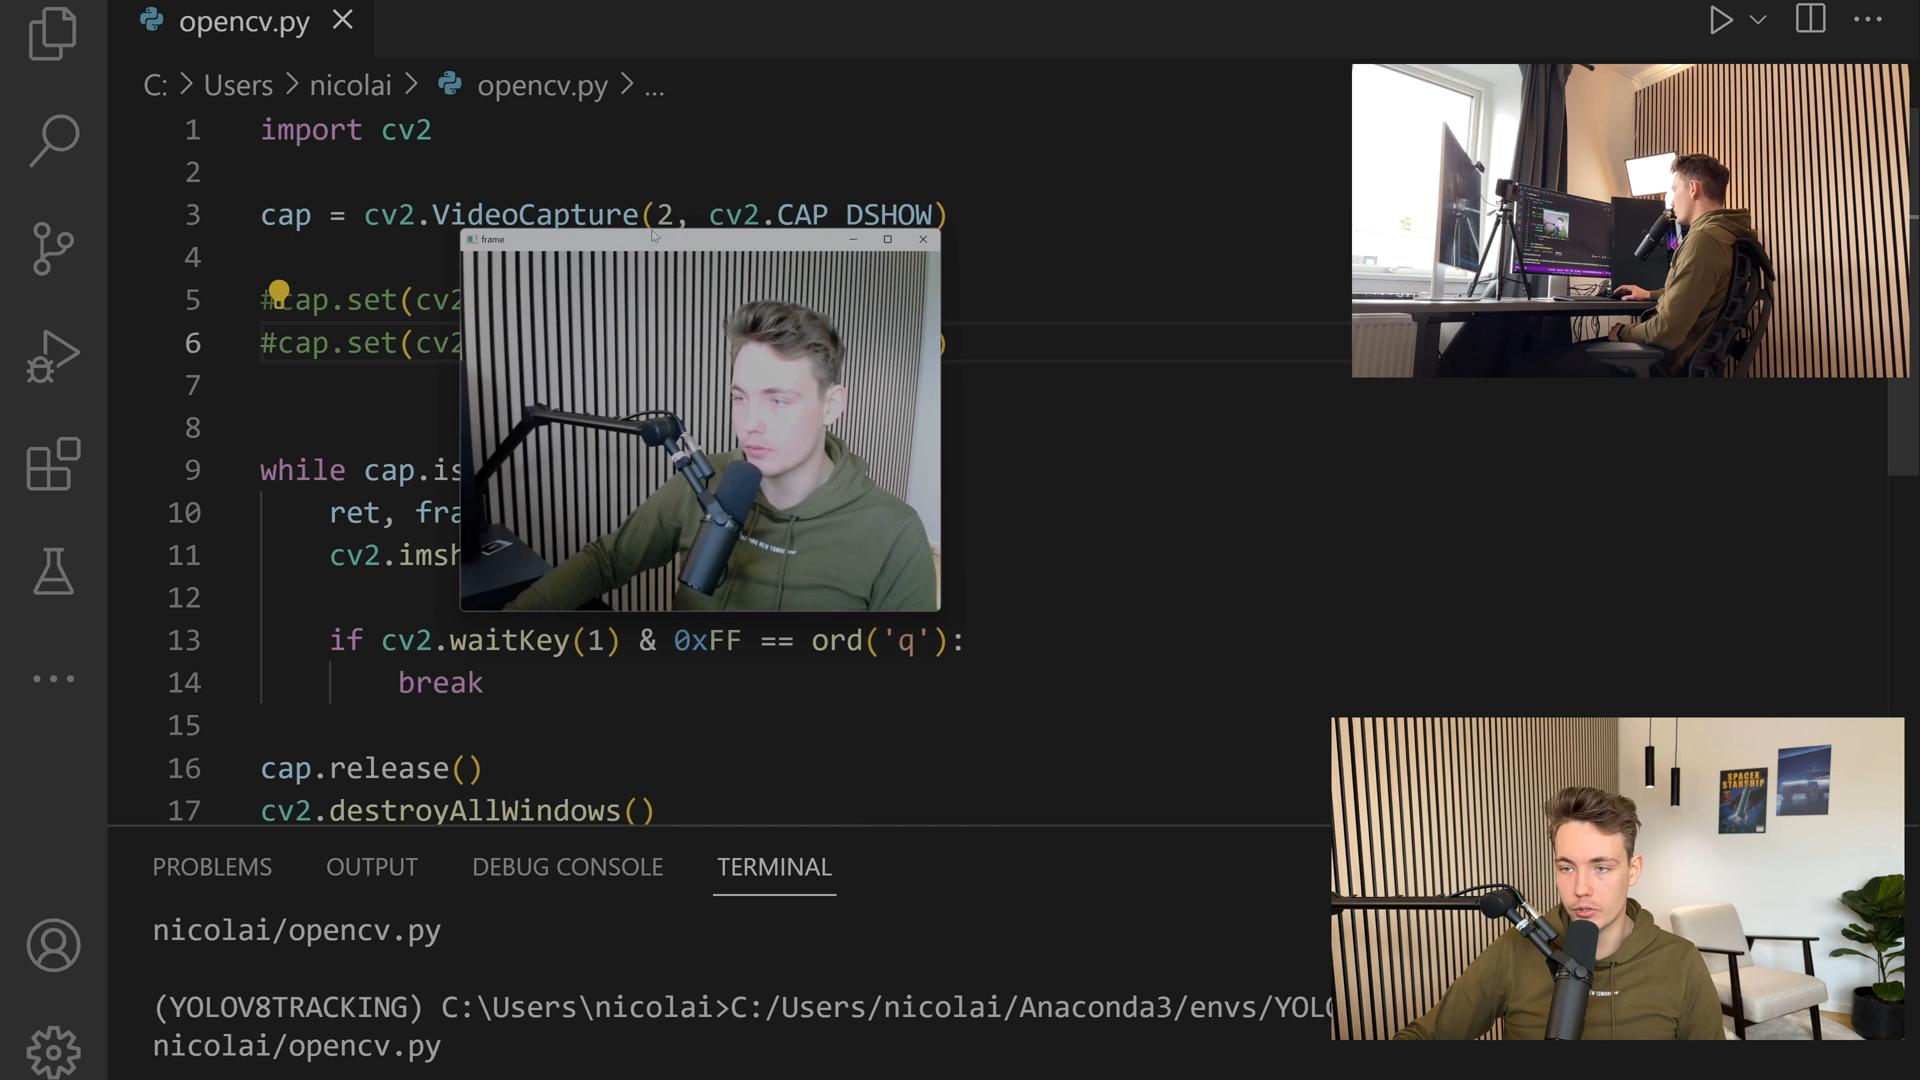 opencv.py
C: > Users > nicolai > opencv.py > ...
1 import cv2
2
3 cap = cv2.VideoCapture(2, cv2.CAP_DSHOW)
4
frame
5 #cap.set(cv2
6 #cap.set(cv2 )
7
8
9 while cap.is
10 ret, fra
11 cv2.imsh
12
13 if cv2.waitKey(1) & 0xFF == ord('q'):
14 break
15
16 cap.release()
17 cv2.destroyAllWindows()
SPACEX
STARSHIP
PROBLEMS OUTPUT DEBUG CONSOLE TERMINAL
nicolai/opencv.py
(YOLOV8TRACKING) C:\Users\nicolai>C:/Users/nicolai/Anaconda3/envs/YOLO
nicolai/opencv.py